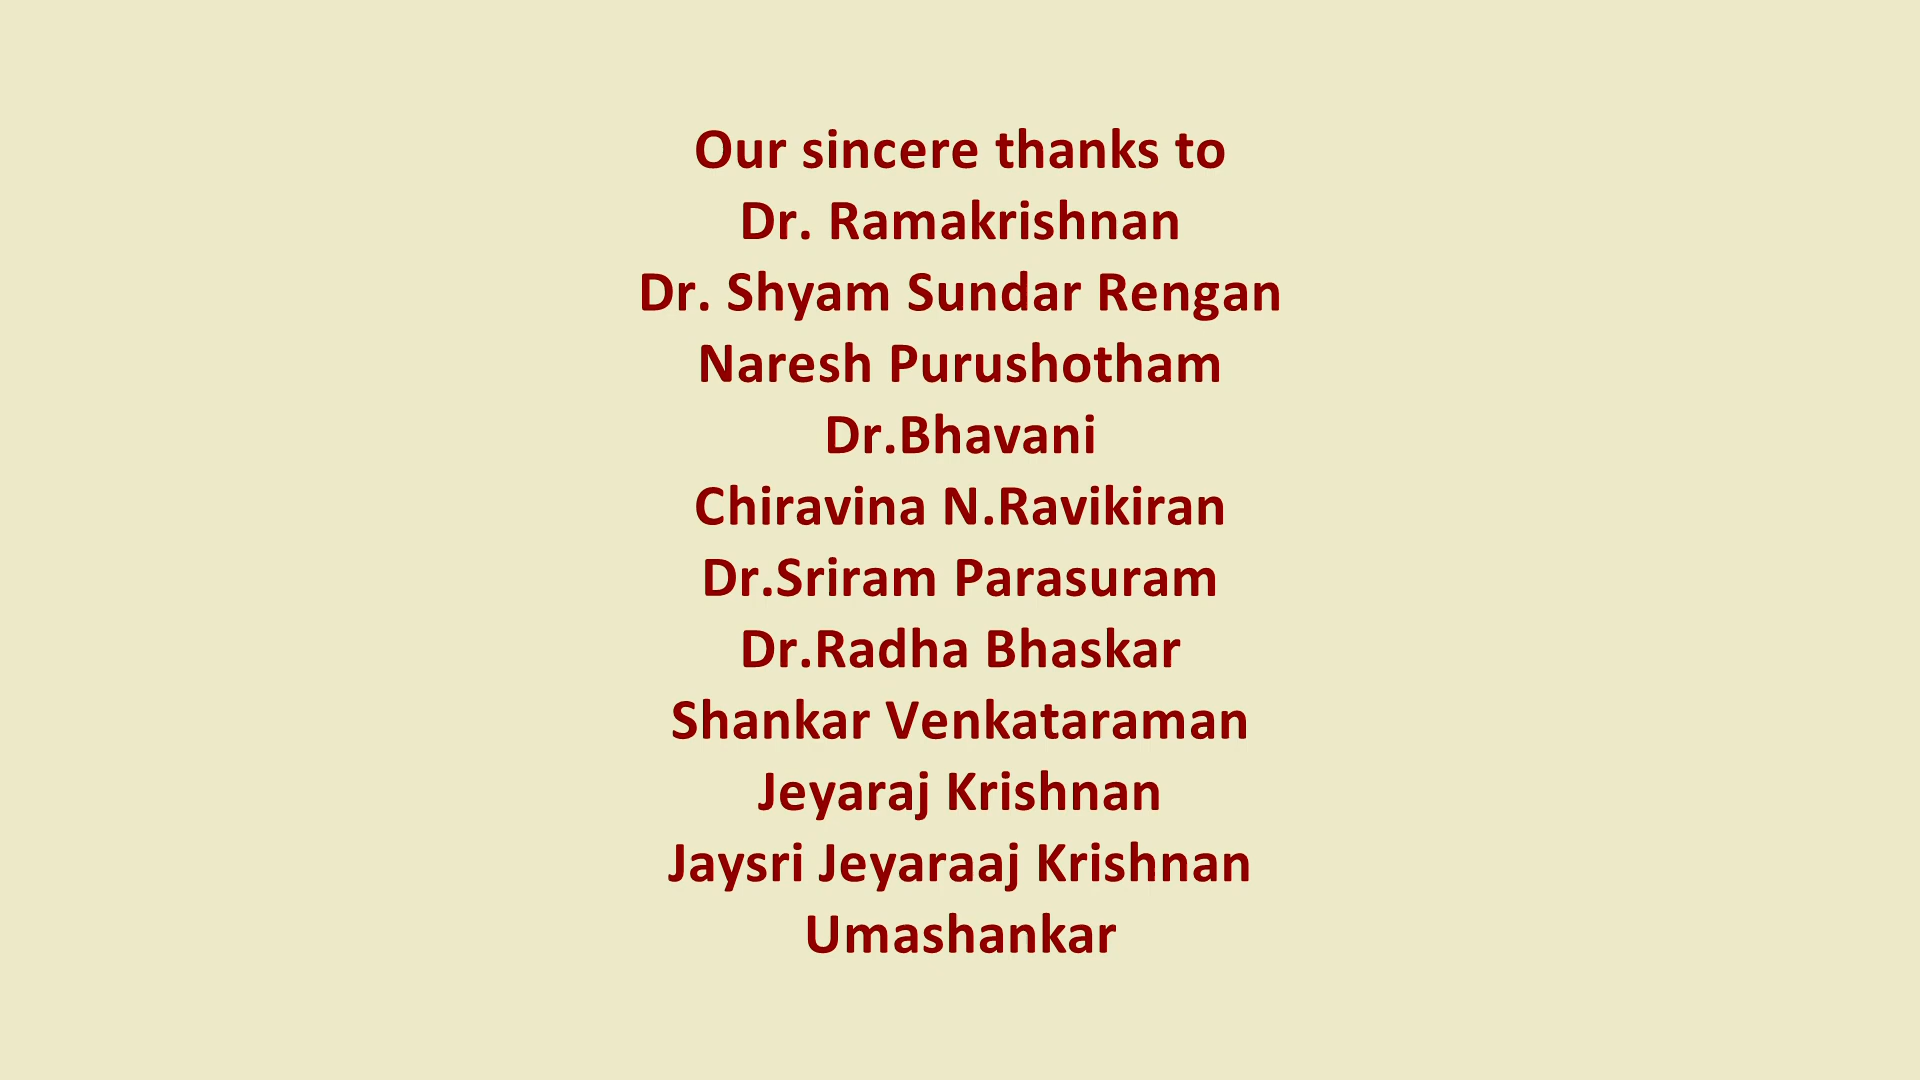 Our sincere thanks to
Dr. Ramakrishnan
Dr. Shyam Sundar Rengan
Naresh Purushotham
Dr.Bhavani
Chiravina N.Ravikiran
Dr.Sriram Parasuram
Dr.Radha Bhaskar
Shankar Venkataraman
Jeyaraj Krishnan
Jaysri Jeyaraaj Krishnan
Umashankar